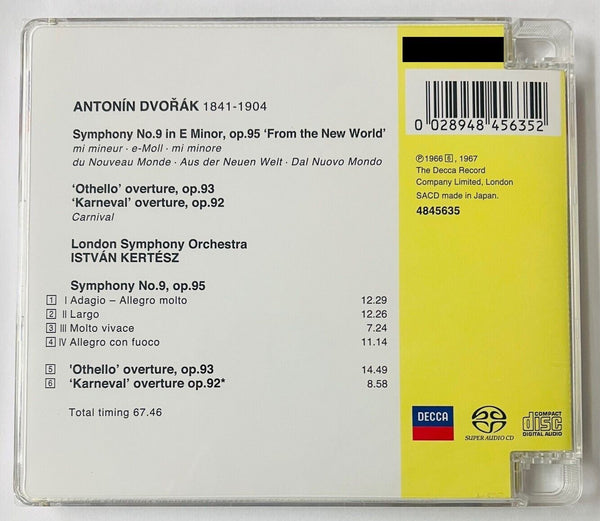 ANTONÍN DVOŘÁK 1841-1904
Symphony No.9 in E Minor, op.95 ‘From the New World’
mi mineur · e-Moll · mi minore
du Nouveau Monde · Aus der Neuen Welt · Dal Nuovo Mondo
‘Othello’ overture, op.93
‘Karneval’ overture, op.92
Carnival
London Symphony Orchestra
ISTVÁN KERTÉSZ
Symphony No.9, op.95
1 I Adagio – Allegro molto 12.29
2 II Largo 12.26
3 III Molto vivace 7.24
4 IV Allegro con fuoco 11.14
5 'Othello’ overture, op.93 14.49
6 ‘Karneval’ overture op.92* 8.58
Total timing 67.46
0 028948 456352
℗ 1966 6, 1967
The Decca Record
Company Limited, London
SACD made in Japan.
4845635
DECCA
SUPER AUDIO CD
COMPACT
disc
DIGITAL AUDIO